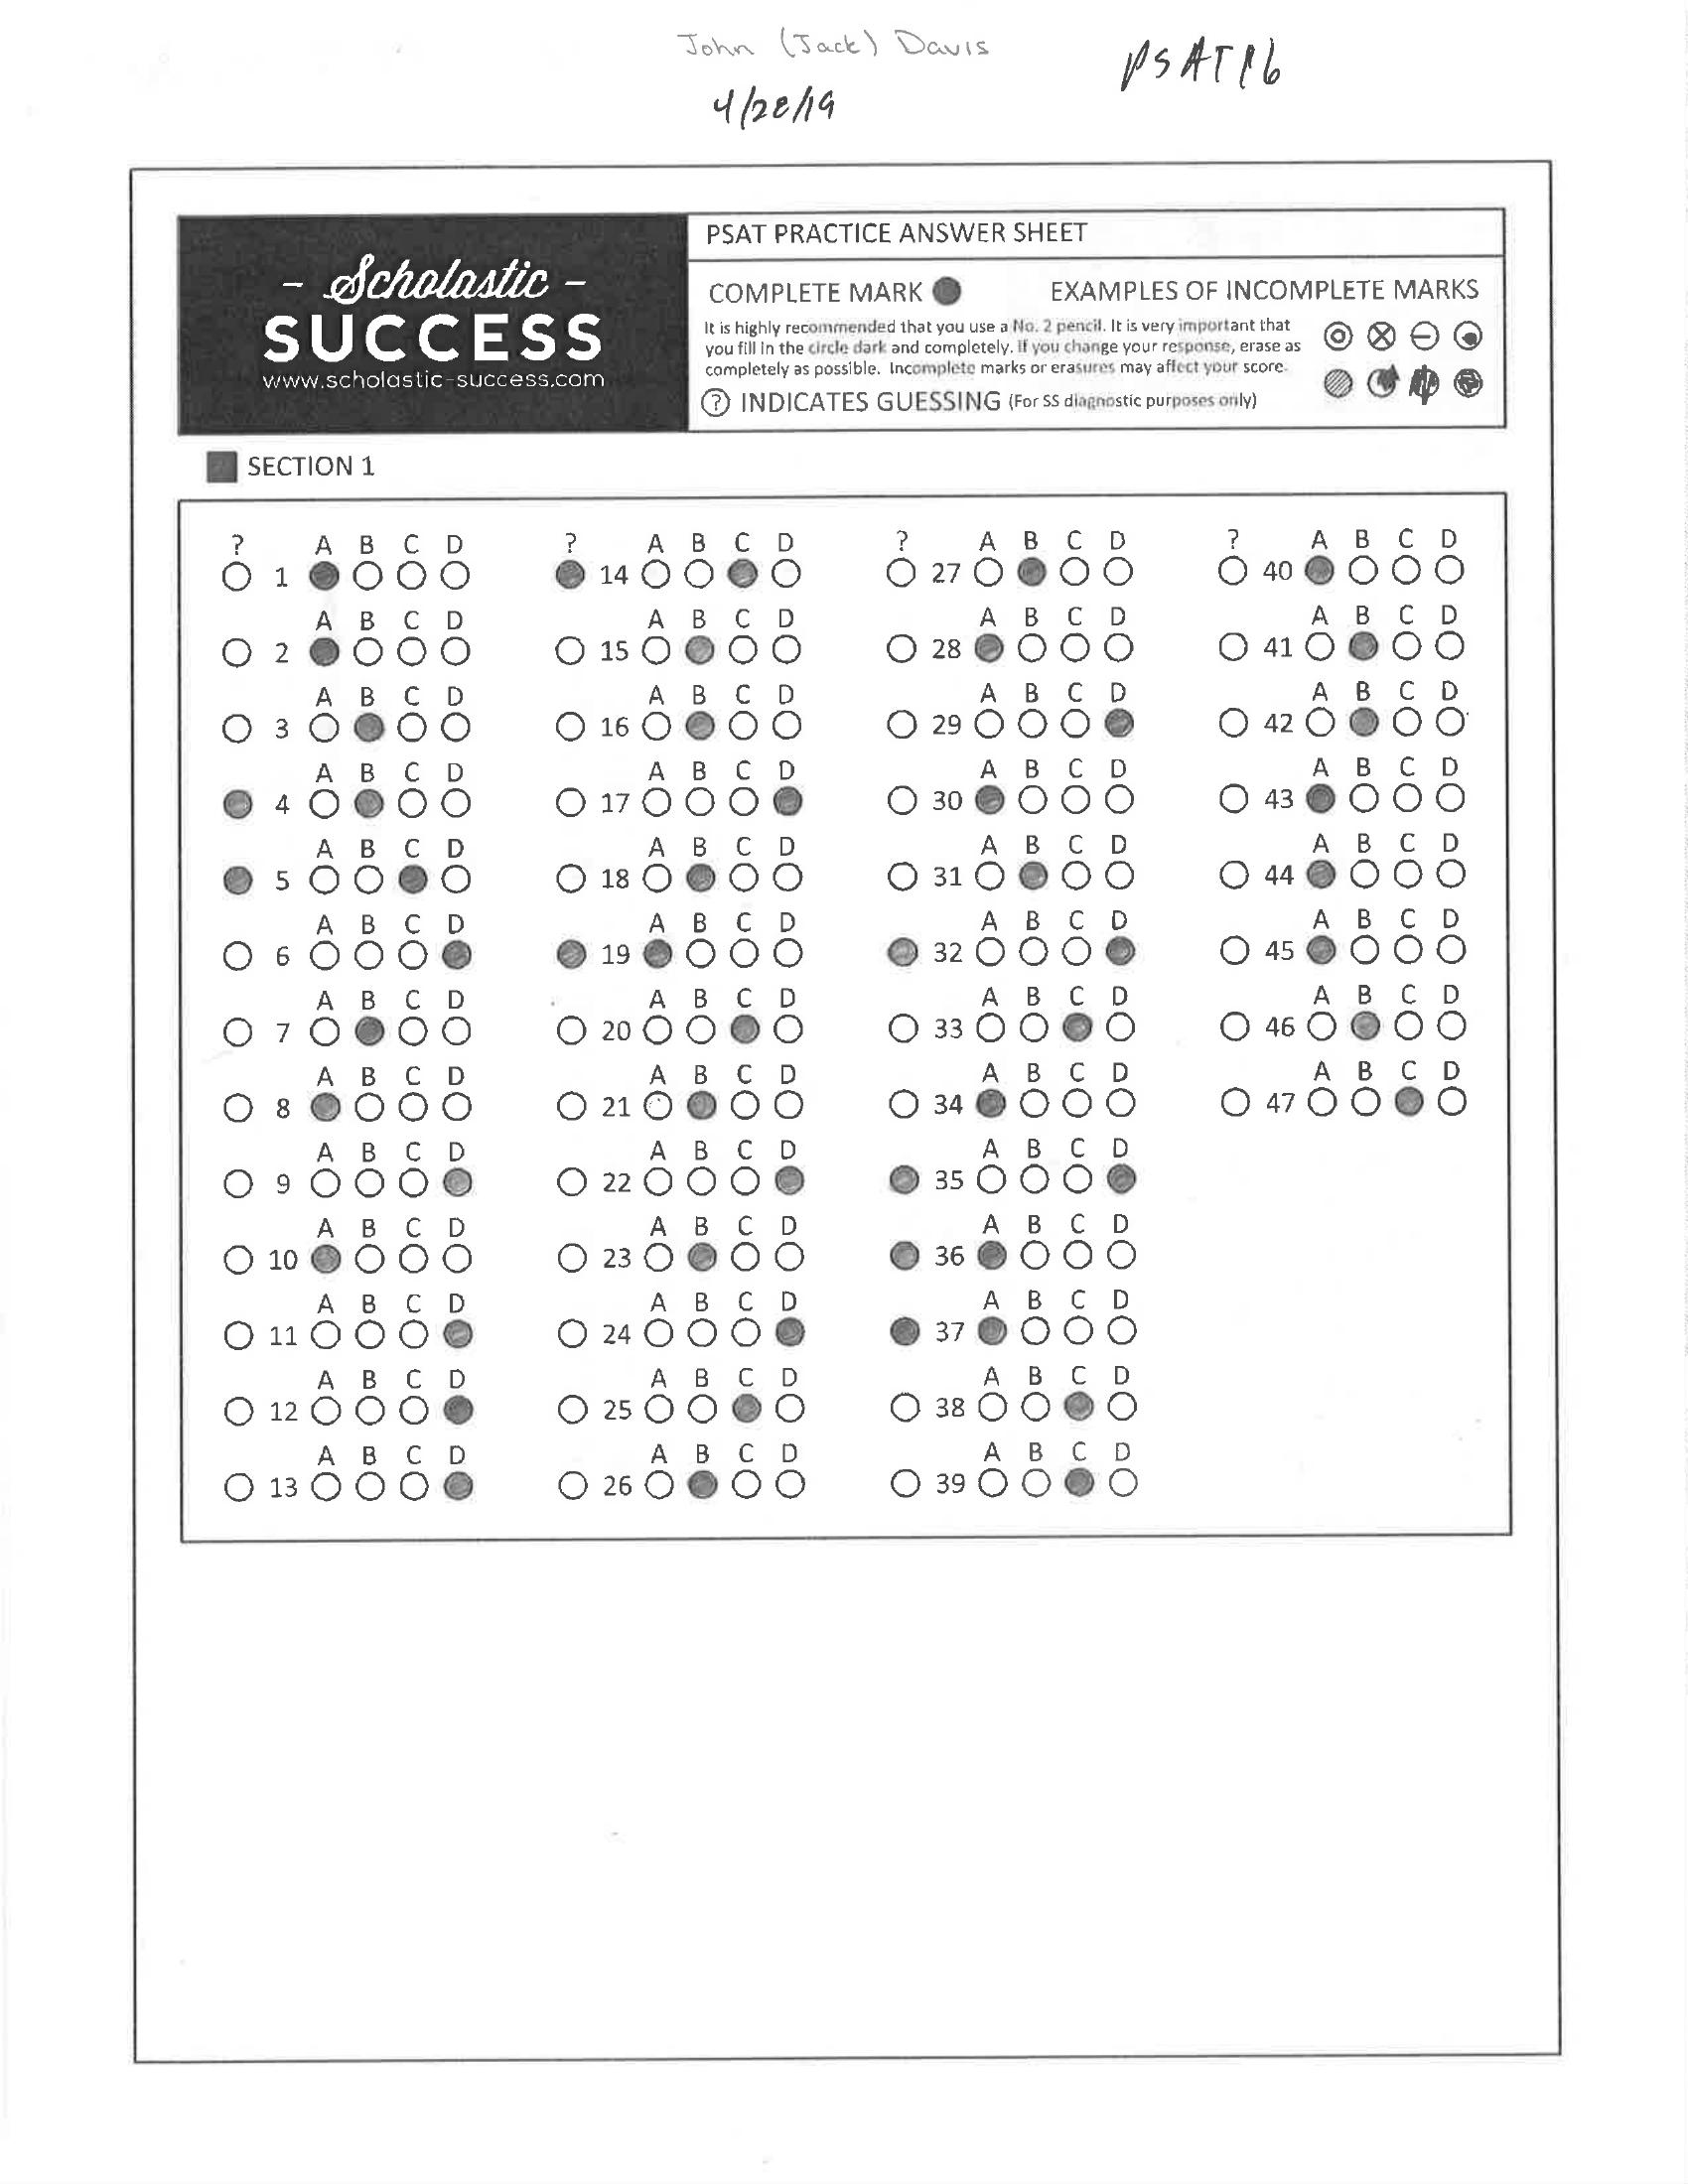 John (Jack) Davis
PSAT16
4/28/19
- Scholastic -
SUCCESS
www.scholastic-success.com
PSAT PRACTICE ANSWER SHEET
COMPLETE MARK
EXAMPLES OF INCOMPLETE MARKS
It is highly recommended that you use a No. 2 pencil. It is very important that
you fill in the circle dark and completely. If you change your response, erase as
completely as possible. Incomplete marks or erasures may affect your score.
? INDICATES GUESSING (For SS diagnostic purposes only)
SECTION 1
? A B C D ? A B C D ? A B C D ? A B C D
1 14 27 40
A B C D A B C D A B C D A B C D
2 15 28 41
A B C D A B C D A B C D A B C D
3 16 29 42
A B C D A B C D A B C D A B C D
4 17 30 43
A B C D A B C D A B C D A B C D
5 18 31 44
A B C D A B C D A B C D A B C D
6 19 32 45
A B C D A B C D A B C D A B C D
7 20 33 46
A B C D A B C D A B C D A B C D
8 21 34 47
A B C D A B C D A B C D
9 22 35
A B C D A B C D A B C D
10 23 36
A B C D A B C D A B C D
11 24 37
A B C D A B C D A B C D
12 25 38
A B C D A B C D A B C D
13 26 39